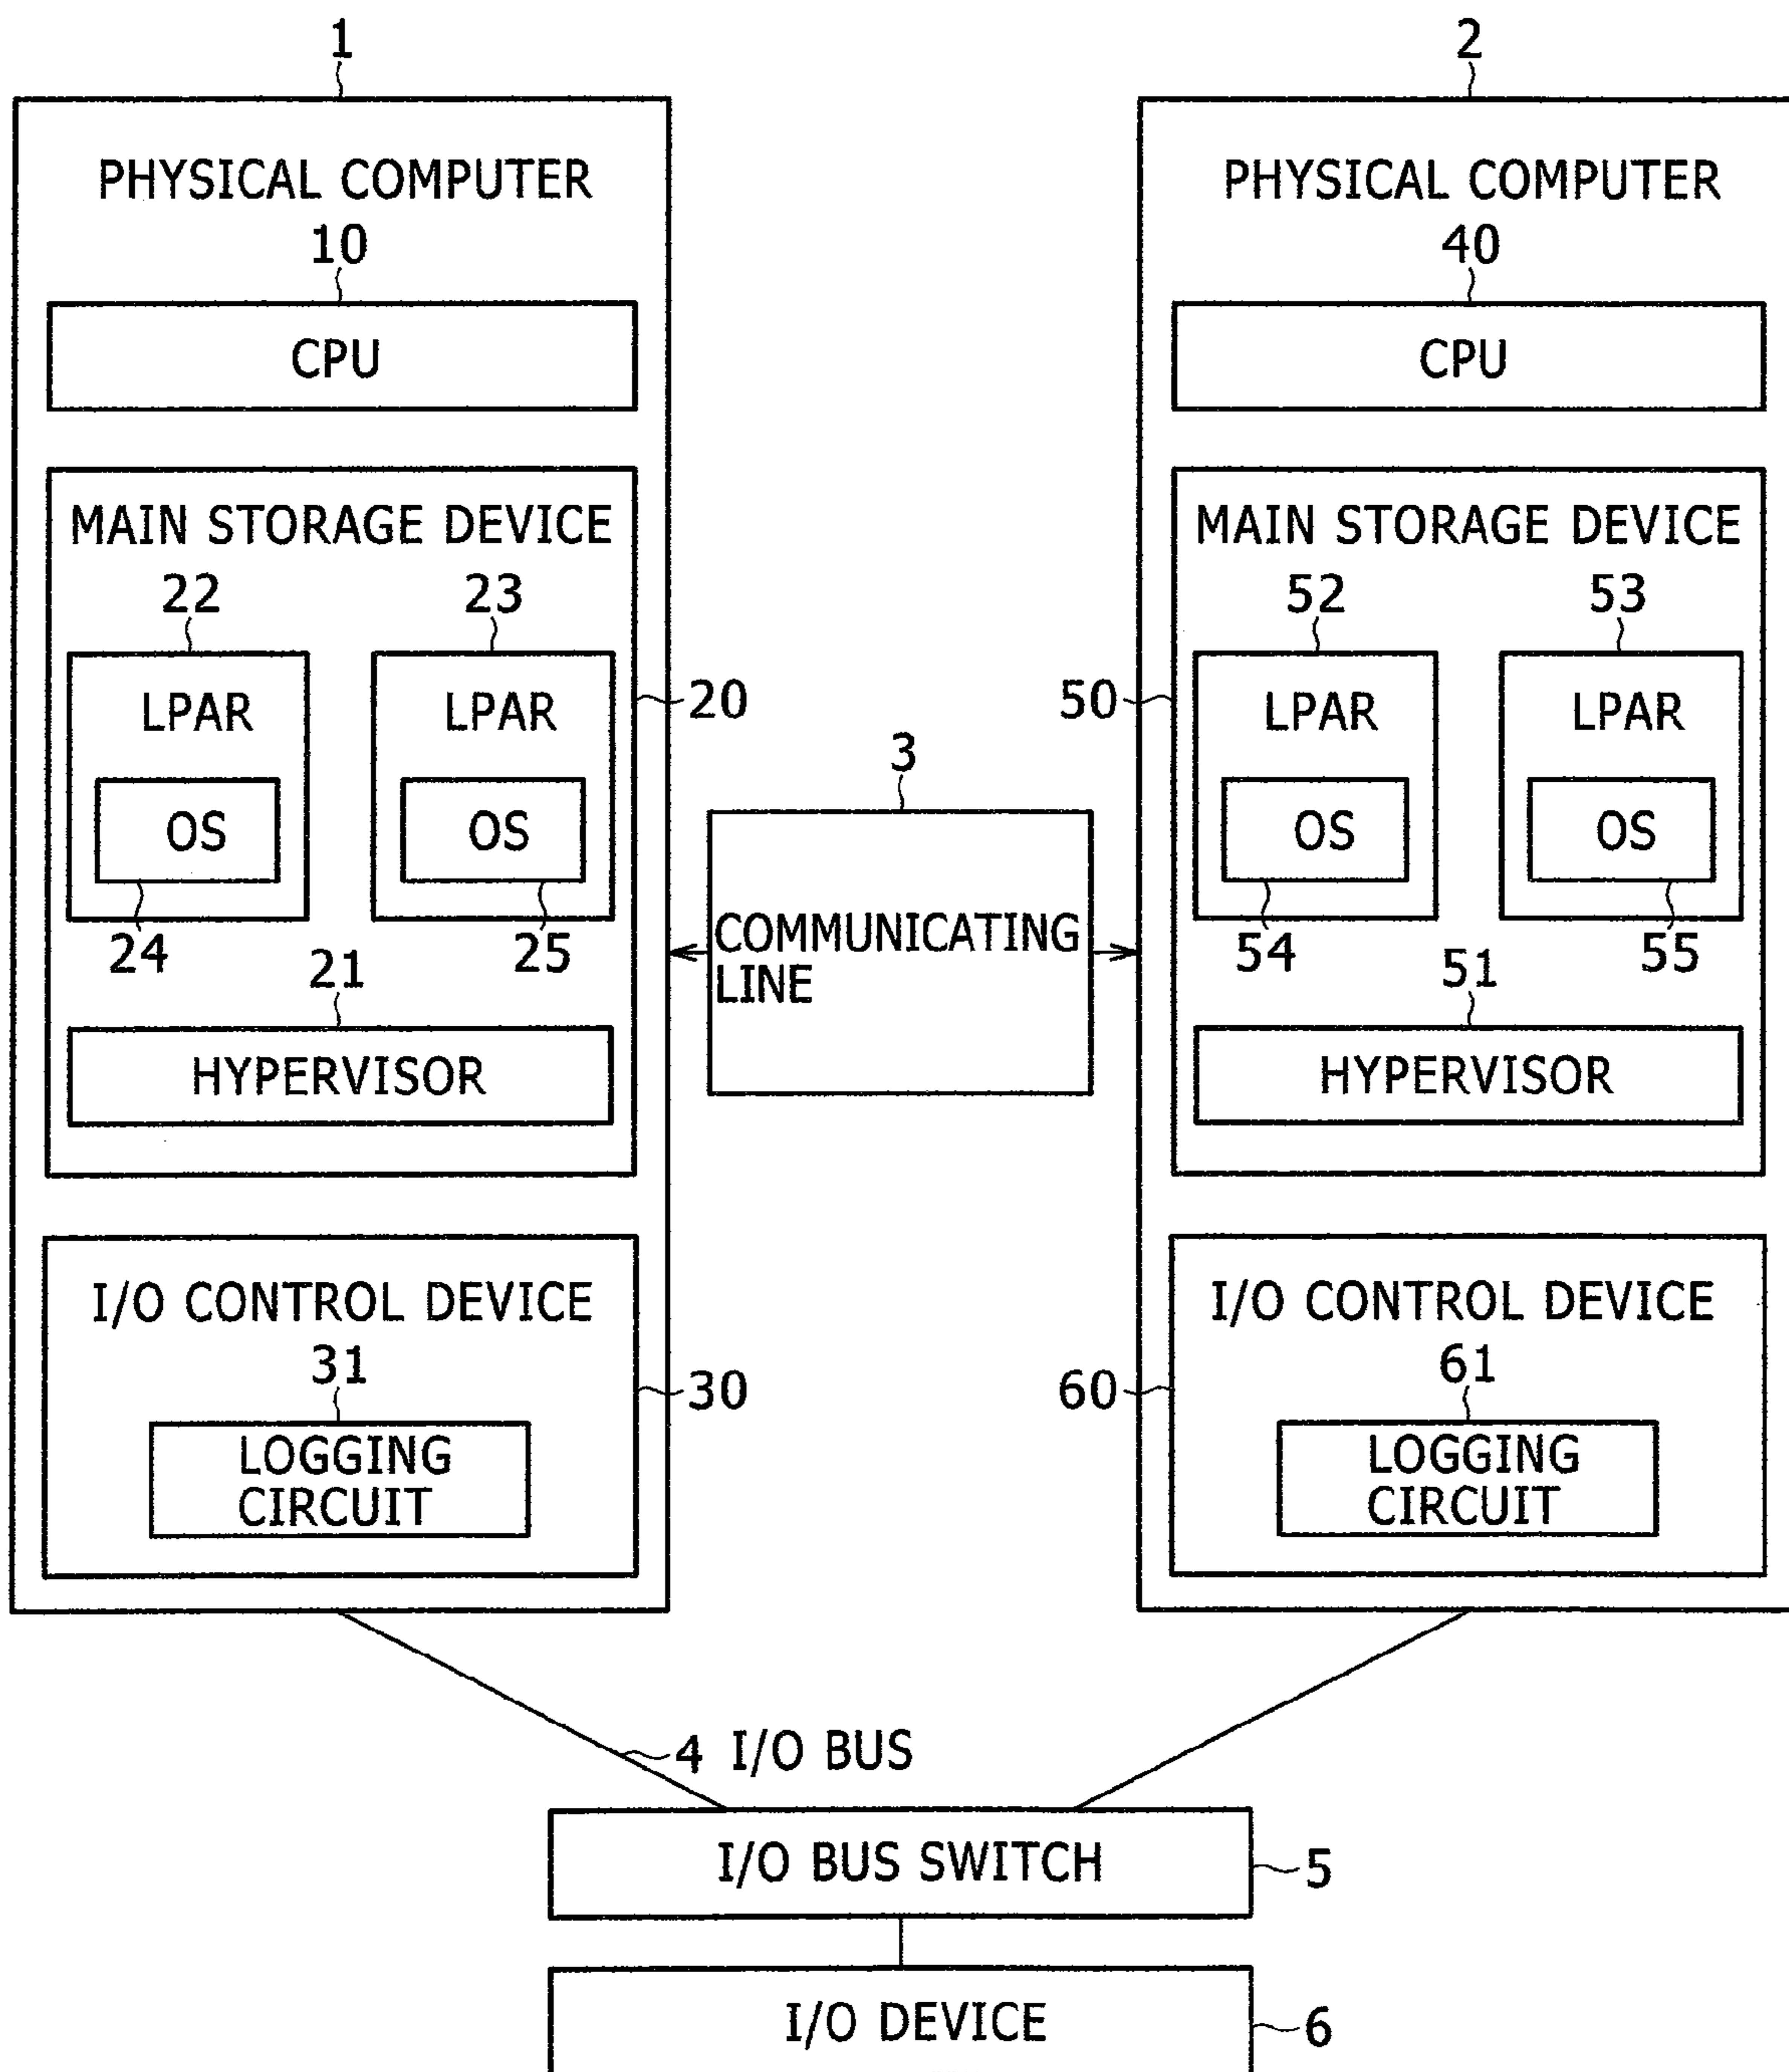 1
PHYSICAL COMPUTER
10
CPU
MAIN STORAGE DEVICE
22
23
LPAR
LPAR
20
OS
OS
24
25
21
HYPERVISOR
I/O CONTROL DEVICE
31
30
LOGGING
CIRCUIT
3
COMMUNICATING
LINE
2
PHYSICAL COMPUTER
40
CPU
MAIN STORAGE DEVICE
52
53
50
LPAR
LPAR
OS
OS
54
55
51
HYPERVISOR
I/O CONTROL DEVICE
61
60
LOGGING
CIRCUIT
4 I/O BUS
I/O BUS SWITCH
5
I/O DEVICE
6